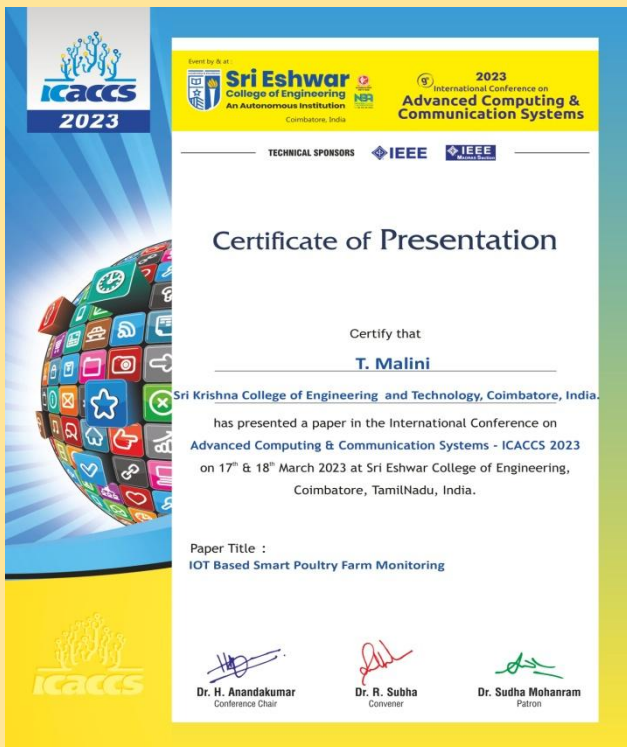 icaccs
2023
Event by & at :
Sri Eshwar
College of Engineering
An Autonomous Institution
Coimbatore, India
NBA
9
2023
International Conference on
Advanced Computing &
Communication Systems
TECHNICAL SPONSORS
IEEE
IEEE
Madras Section
Certificate of Presentation
Certify that
T. Malini
Sri Krishna College of Engineering and Technology, Coimbatore, India.
has presented a paper in the International Conference on
Advanced Computing & Communication Systems - ICACCS 2023
on 17th & 18th March 2023 at Sri Eshwar College of Engineering,
Coimbatore, TamilNadu, India.
Paper Title :
IOT Based Smart Poultry Farm Monitoring
Dr. H. Anandakumar
Conference Chair
Dr. R. Subha
Convener
Dr. Sudha Mohanram
Patron
icaccs